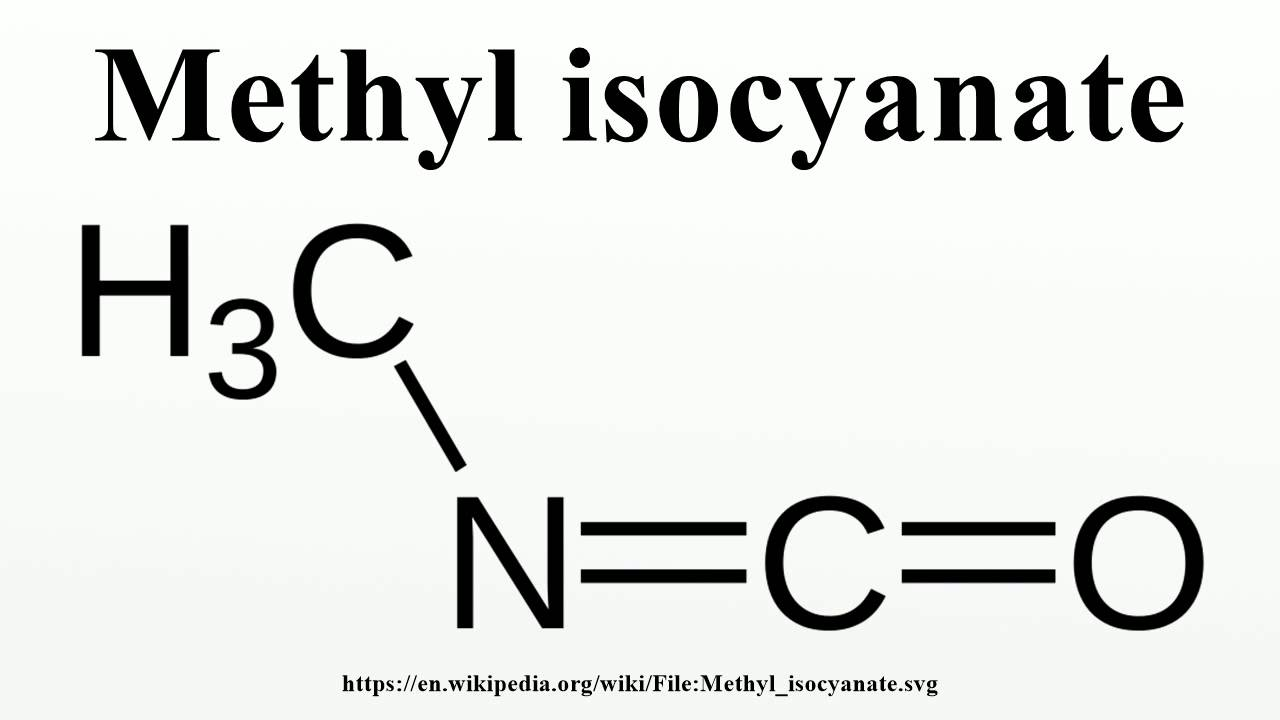 Methyl isocyanate
H3C
N=C=O
https://en.wikipedia.org/wiki/File:Methyl_isocyanate.svg